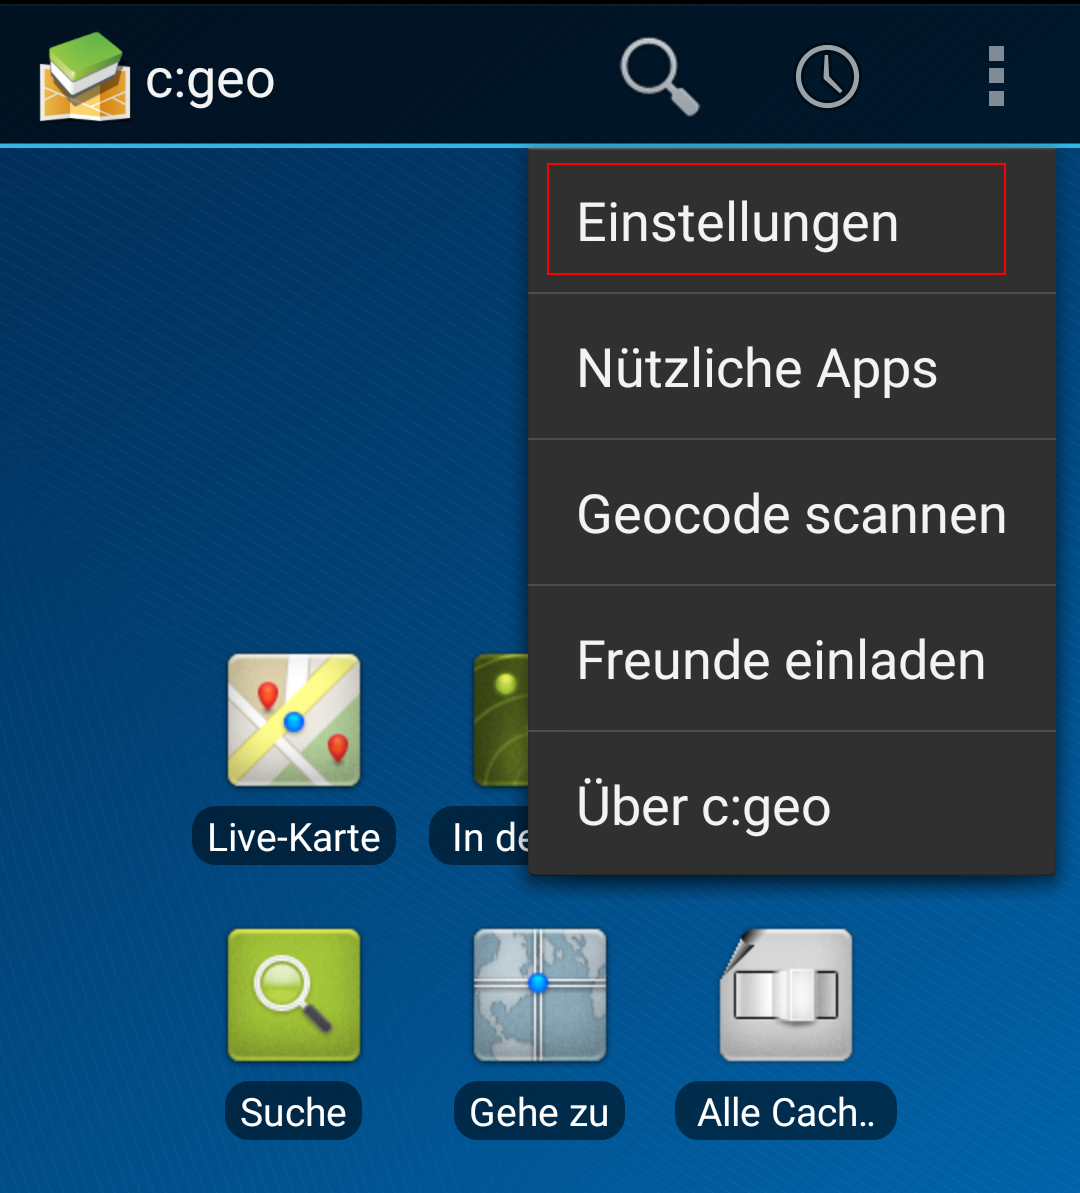 c:geo
Einstellungen
Nützliche Apps
Geocode scannen
Freunde einladen
Über c:geo
Live-Karte
In de
Suche
Gehe zu
Alle Cach..